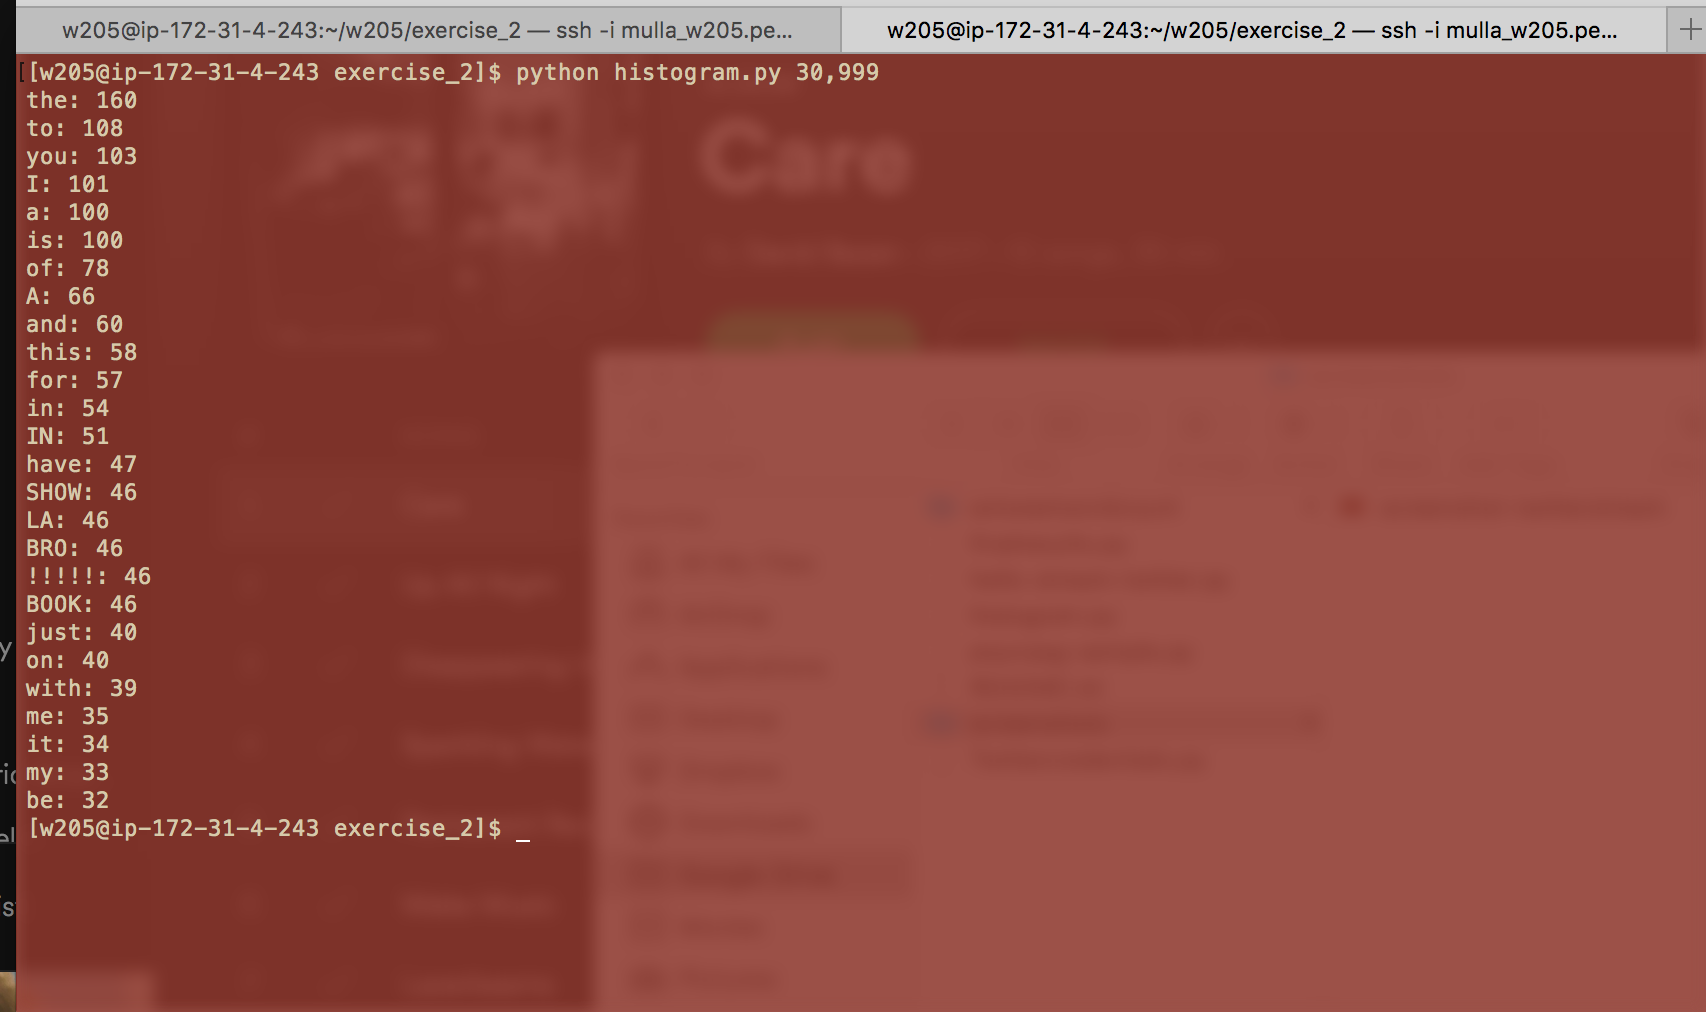 w205@ip-172-31-4-243:~/w205/exercise_2 — ssh -i mulla_w205.pe...
w205@ip-172-31-4-243:~/w205/exercise_2 — ssh -i mulla_w205.pe...
[[w205@ip-172-31-4-243 exercise_2]$ python histogram.py 30,999
the: 160
to: 108
you: 103
I: 101
a: 100
is: 100
of: 78
A: 66
and: 60
this: 58
for: 57
in: 54
IN: 51
have: 47
SHOW: 46
LA: 46
BRO: 46
!!!!!: 46
BOOK: 46
just: 40
on: 40
with: 39
me: 35
it: 34
my: 33
be: 32
[w205@ip-172-31-4-243 exercise_2]$ _
Care